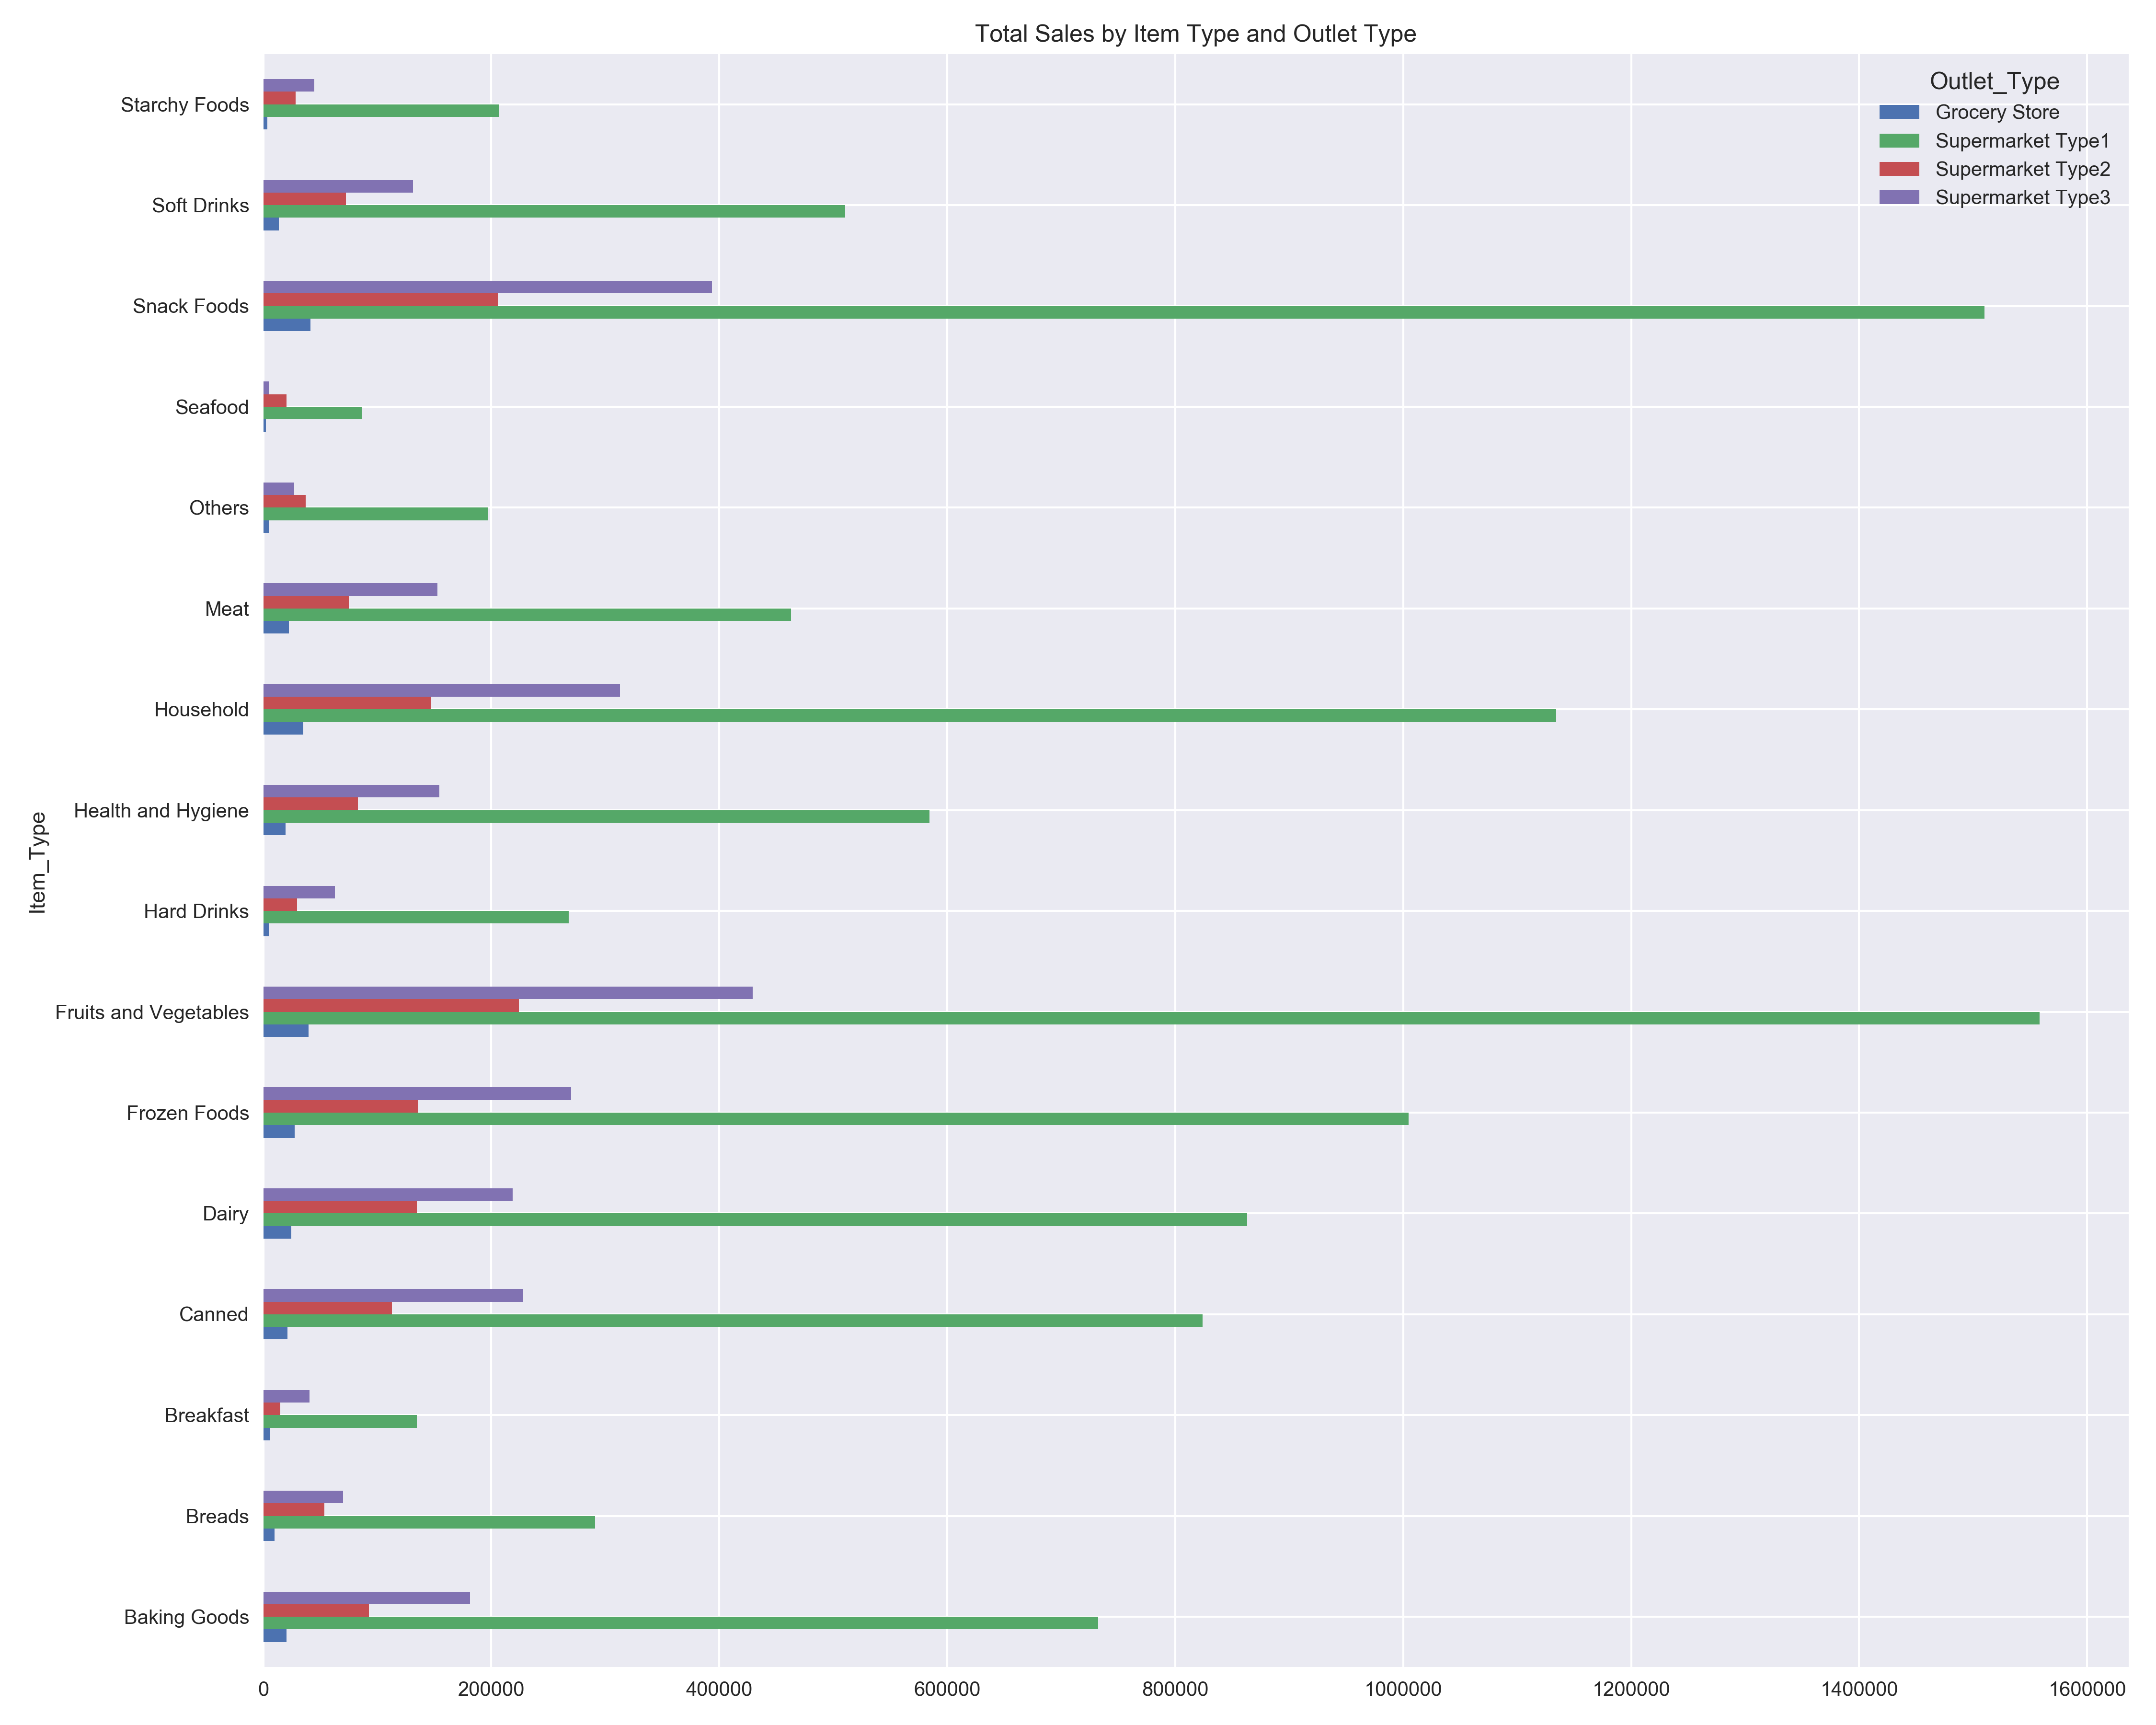 Total Sales by Item Type and Outlet Type
Outlet_Type
Grocery Store
Supermarket Type1
Supermarket Type2
Supermarket Type3
Item_Type
Starchy Foods
Soft Drinks
Snack Foods
Seafood
Others
Meat
Household
Health and Hygiene
Hard Drinks
Fruits and Vegetables
Frozen Foods
Dairy
Canned
Breakfast
Breads
Baking Goods
0 200000 400000 600000 800000 1000000 1200000 1400000 1600000